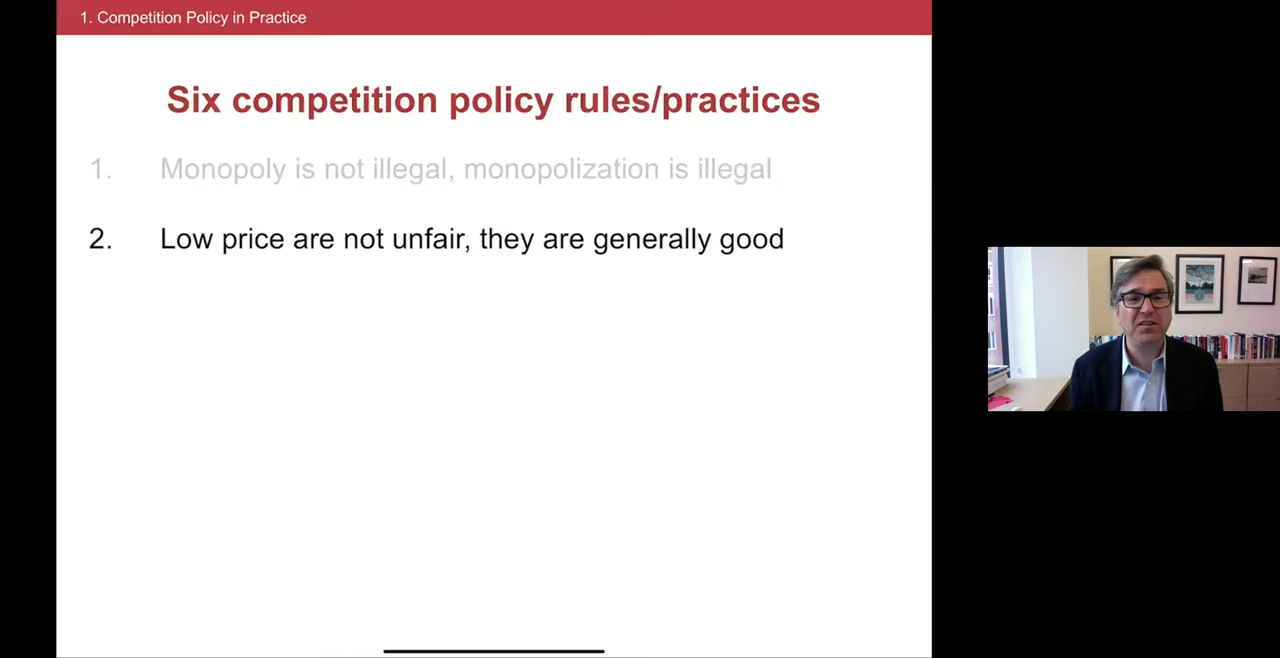 1. Competition Policy in Practice
Six competition policy rules/practices
1. Monopoly is not illegal, monopolization is illegal
2. Low price are not unfair, they are generally good